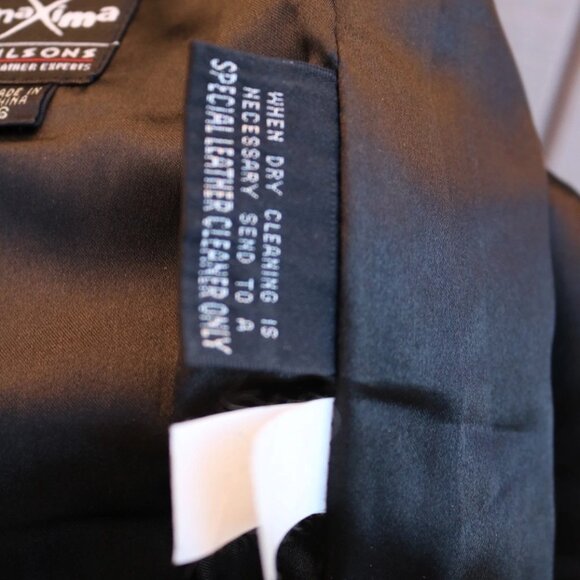 maXima
WILSONS
LEATHER EXPERTS
MADE IN
CHINA
WHEN DRY CLEANING IS
NECESSARY SEND TO A
SPECIAL LEATHER CLEANER ONLY